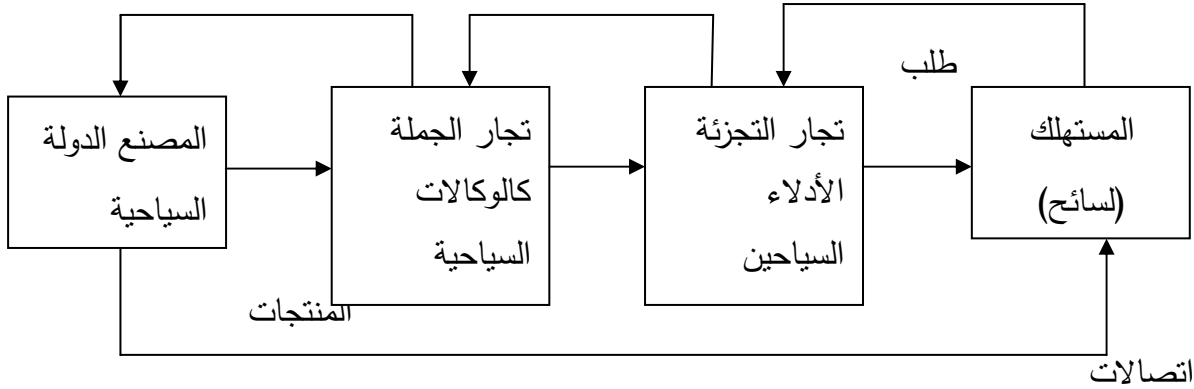 طلب
المستهلك
(لسائح)
تجار التجزئة
الأدلاء
السياحين
تجار الجملة
كالوكالات
السياحية
المصنع الدولة
السياحية
المنتجات
اتصالات